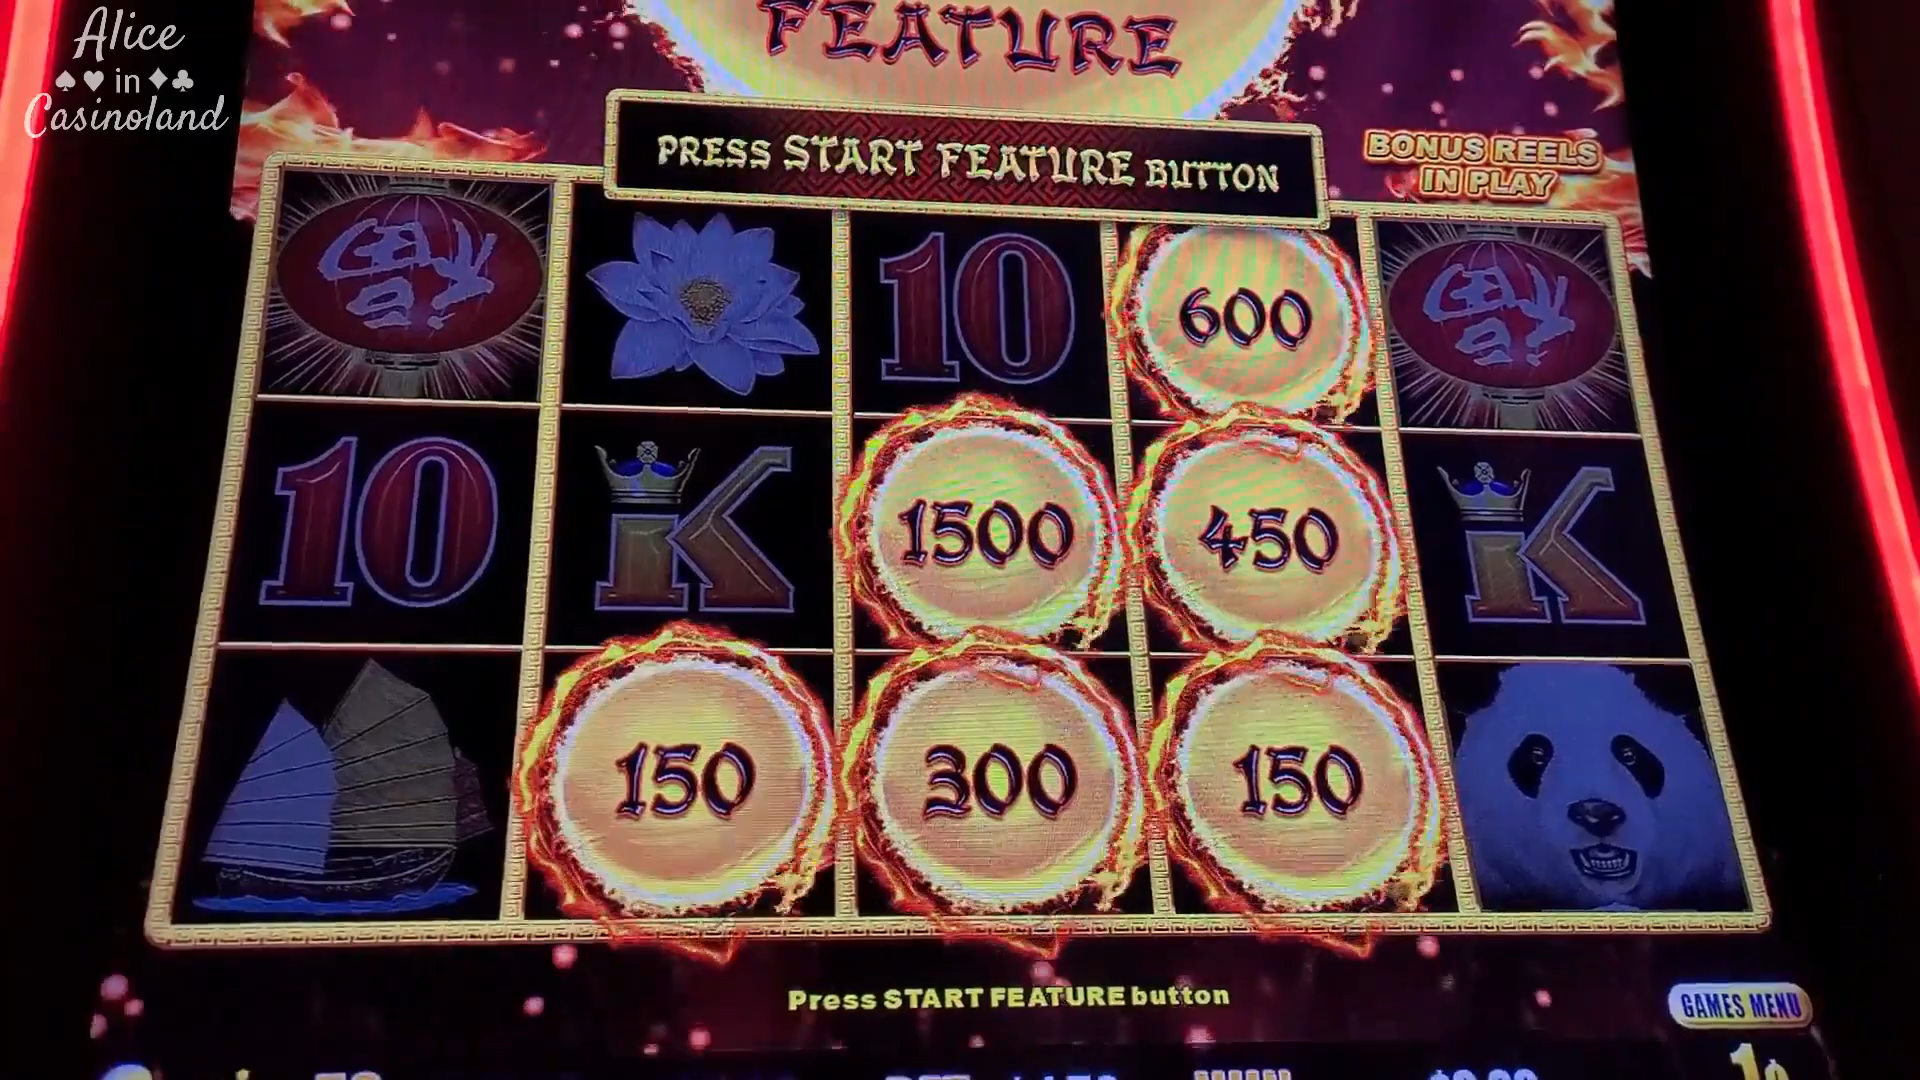 Alice
in
Casinoland
FEATURE
PRESS START FEATURE BUTTON
BONUS REELS
IN PLAY
10
600
10
K
1500
450
K
150
300
150
Press START FEATURE button
GAMES MENU
1¢